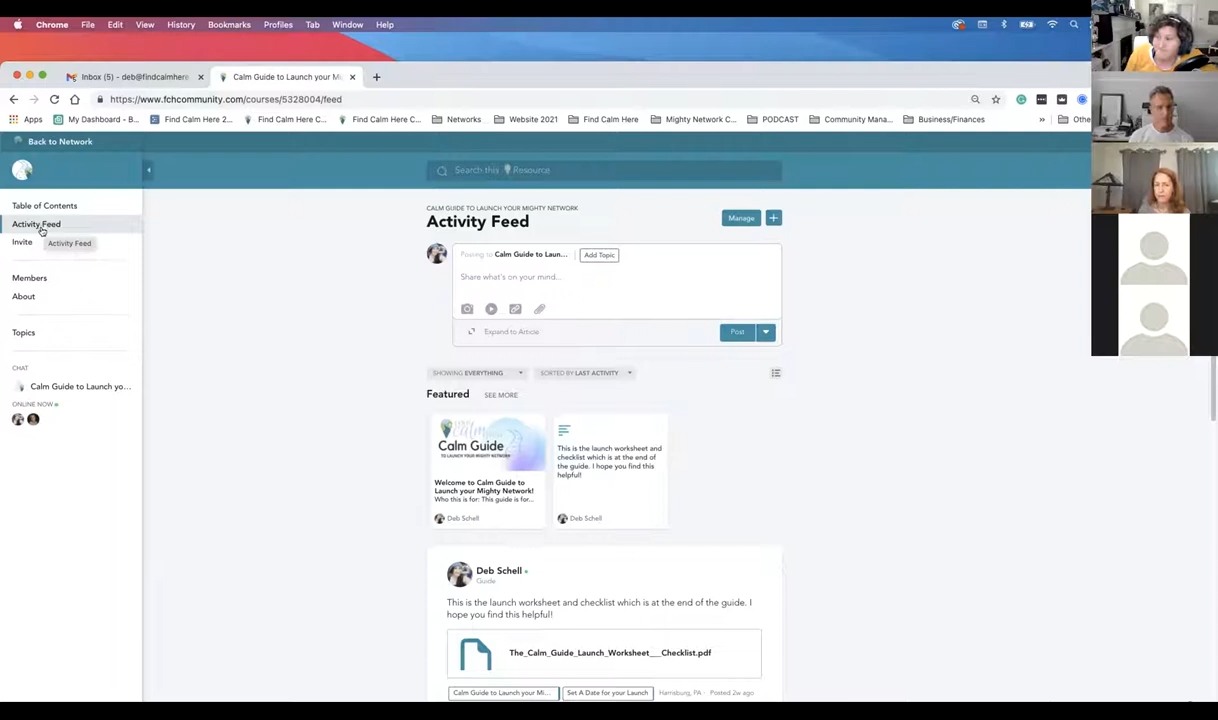 Chrome File Edit View History Bookmarks Profiles Tab Window Help
Inbox (5) - deb@findcalmhere
Calm Guide to Launch your M
https://www.fchcommunity.com/courses/5328004/feed
Apps My Dashboard - B... Find Calm Here 2... Find Calm Here C... Find Calm Here C... Networks Website 2021 Find Calm Here Mighty Network C... PODCAST Community Mana... Business/Finances » Othe
Back to Network
Search this Resource
Table of Contents
Activity Feed
Activity Feed
Invite
Members
About
Topics
CHAT
Calm Guide to Launch yo...
ONLINE NOW
CALM GUIDE TO LAUNCH YOUR MIGHTY NETWORK
Activity Feed
Manage +
Posting to Calm Guide to Laun... Add Topic
Share what's on your mind...
Expand to Article Post
SHOWING EVERYTHING SORTED BY LAST ACTIVITY
Featured SEE MORE
Calm Guide
TO LAUNCH YOUR MIGHTY NETWORK
Welcome to Calm Guide to
Launch your Mighty Network!
Who this is for: This guide is for...
Deb Schell
This is the launch worksheet and
checklist which is at the end of
the guide. I hope you find this
helpful!
Deb Schell
Deb Schell
Guide
This is the launch worksheet and checklist which is at the end of the guide. I
hope you find this helpful!
The_Calm_Guide_Launch_Worksheet___Checklist.pdf
Calm Guide to Launch your Mi... Set A Date for your Launch Harrisburg, PA · Posted 2w ago